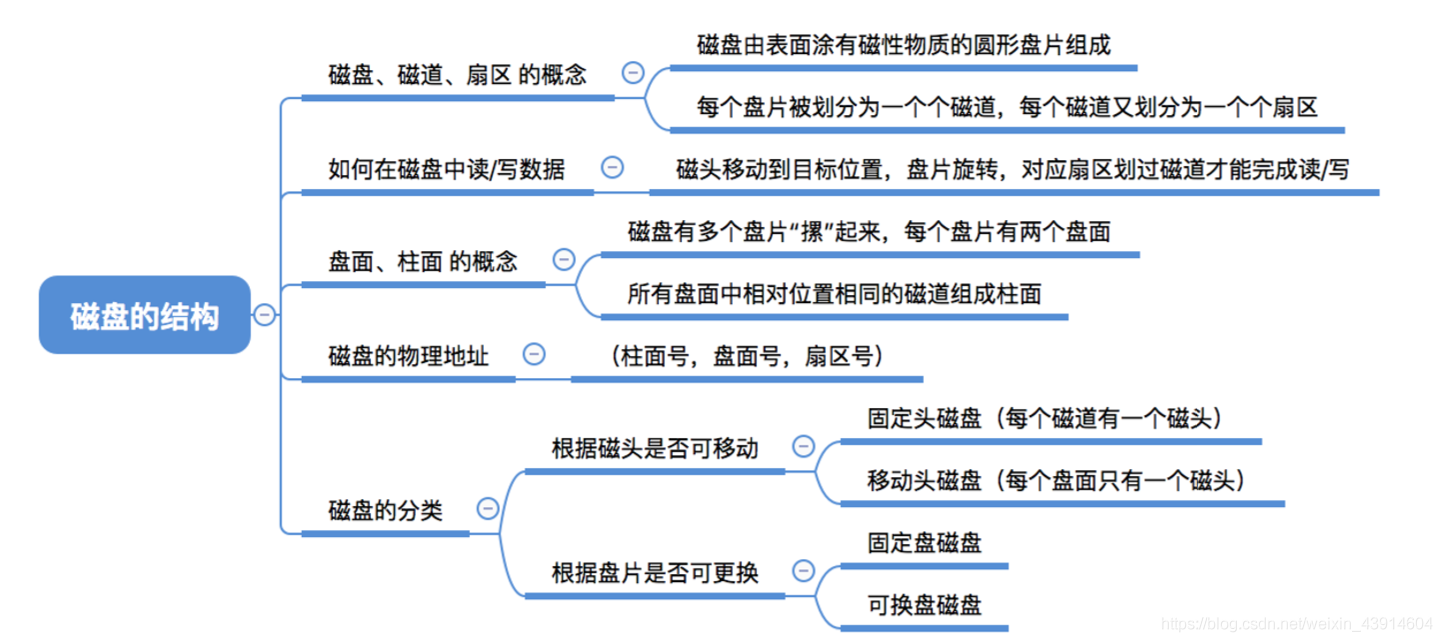 磁盘的结构
磁盘、磁道、扇区 的概念
磁盘由表面涂有磁性物质的圆形盘片组成
每个盘片被划分为一个个磁道，每个磁道又划分为一个个扇区
如何在磁盘中读/写数据
磁头移动到目标位置，盘片旋转，对应扇区划过磁道才能完成读/写
盘面、柱面 的概念
磁盘有多个盘片“摞”起来，每个盘片有两个盘面
所有盘面中相对位置相同的磁道组成柱面
磁盘的物理地址
（柱面号，盘面号，扇区号）
磁盘的分类
根据磁头是否可移动
固定头磁盘（每个磁道有一个磁头）
移动头磁盘（每个盘面只有一个磁头）
根据盘片是否可更换
固定盘磁盘
可换盘磁盘
https://blog.csdn.net/weixin_43914604